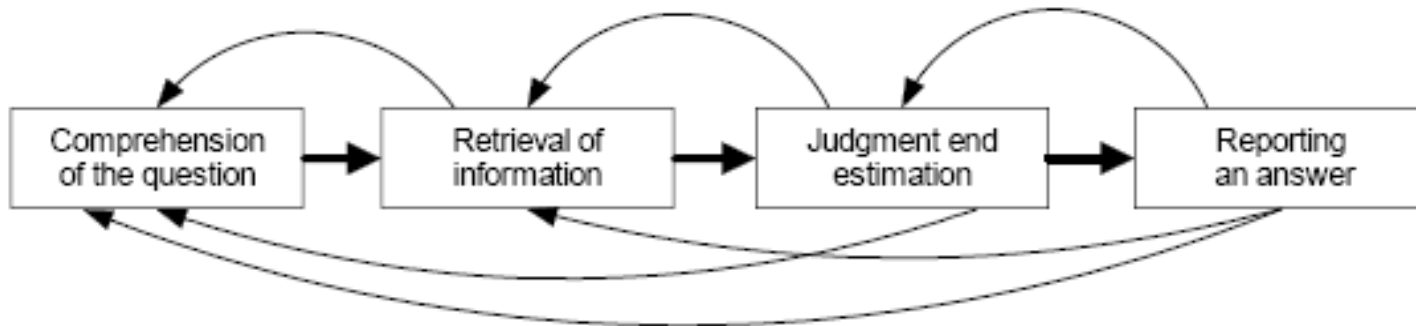 Comprehension
of the question
Retrieval of
information
Judgment end
estimation
Reporting
an answer